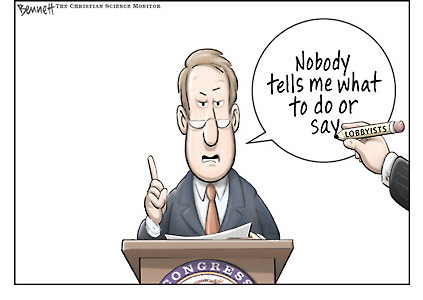 Bennett THE CHRISTIAN SCIENCE MONITOR
Nobody
tells me what
to do or
say
LOBBYISTS
CONGRESS